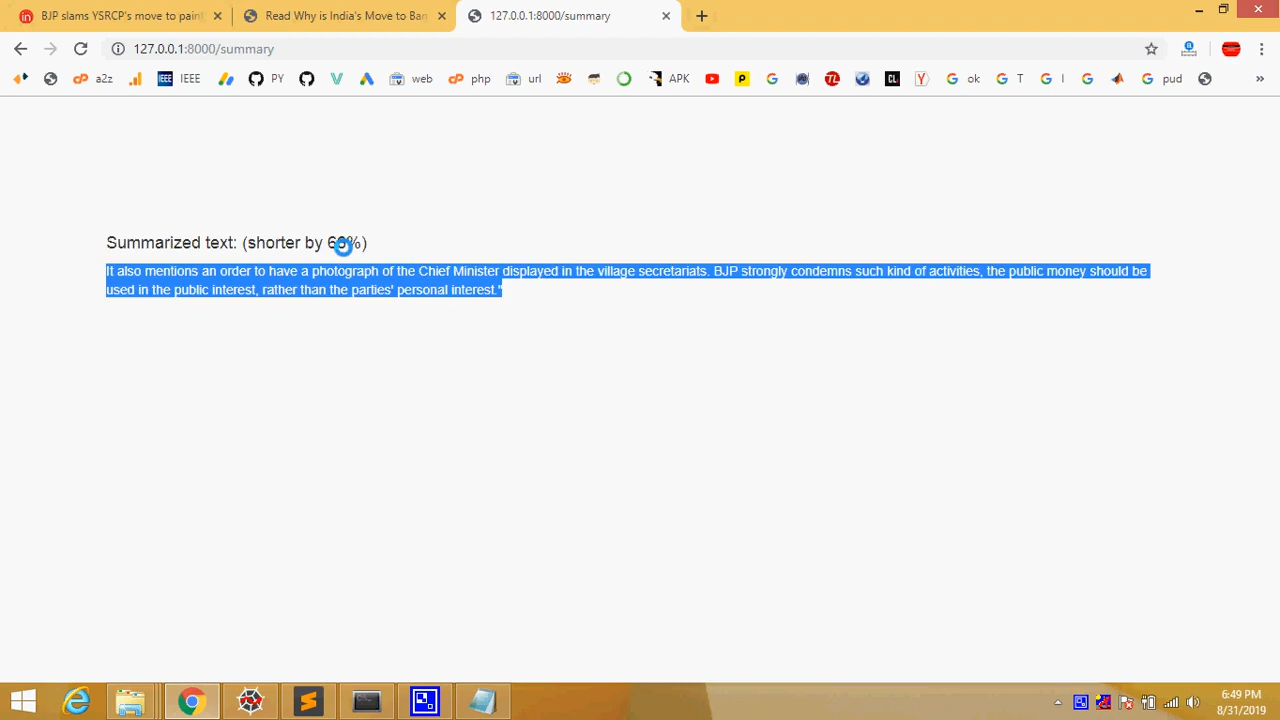 BJP slams YSRCP's move to paint
Read Why is India's Move to Ban
127.0.0.1:8000/summary
127.0.0.1:8000/summary
a2z IEEE PY web php url APK ok T I pud »
Summarized text: (shorter by
It also mentions an order to have a photograph of the Chief Minister displayed in the village secretariats. BJP strongly condemns such kind of activities, the public money should be
used in the public interest, rather than the parties' personal interest."
6:49 PM
8/31/2019